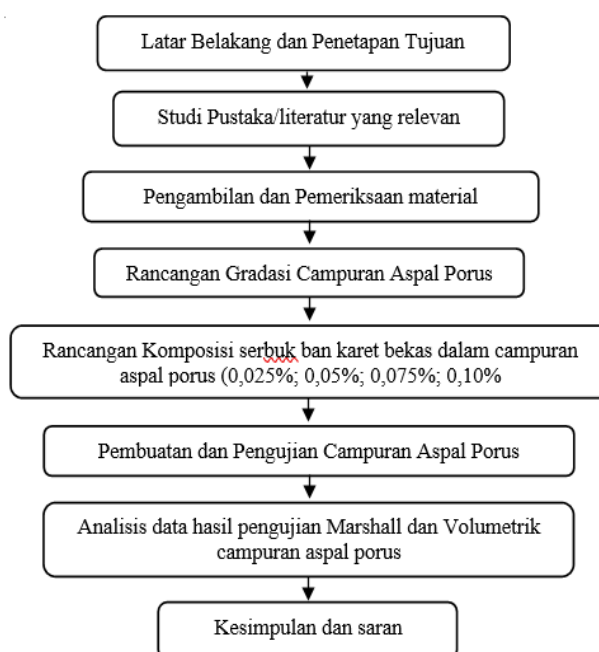 Latar Belakang dan Penetapan Tujuan
Studi Pustaka/literatur yang relevan
Pengambilan dan Pemeriksaan material
Rancangan Gradasi Campuran Aspal Porus
Rancangan Komposisi serbuk ban karet bekas dalam campuran
aspal porus (0,025%; 0,05%; 0,075%; 0,10%
Pembuatan dan Pengujian Campuran Aspal Porus
Analisis data hasil pengujian Marshall dan Volumetrik
campuran aspal porus
Kesimpulan dan saran